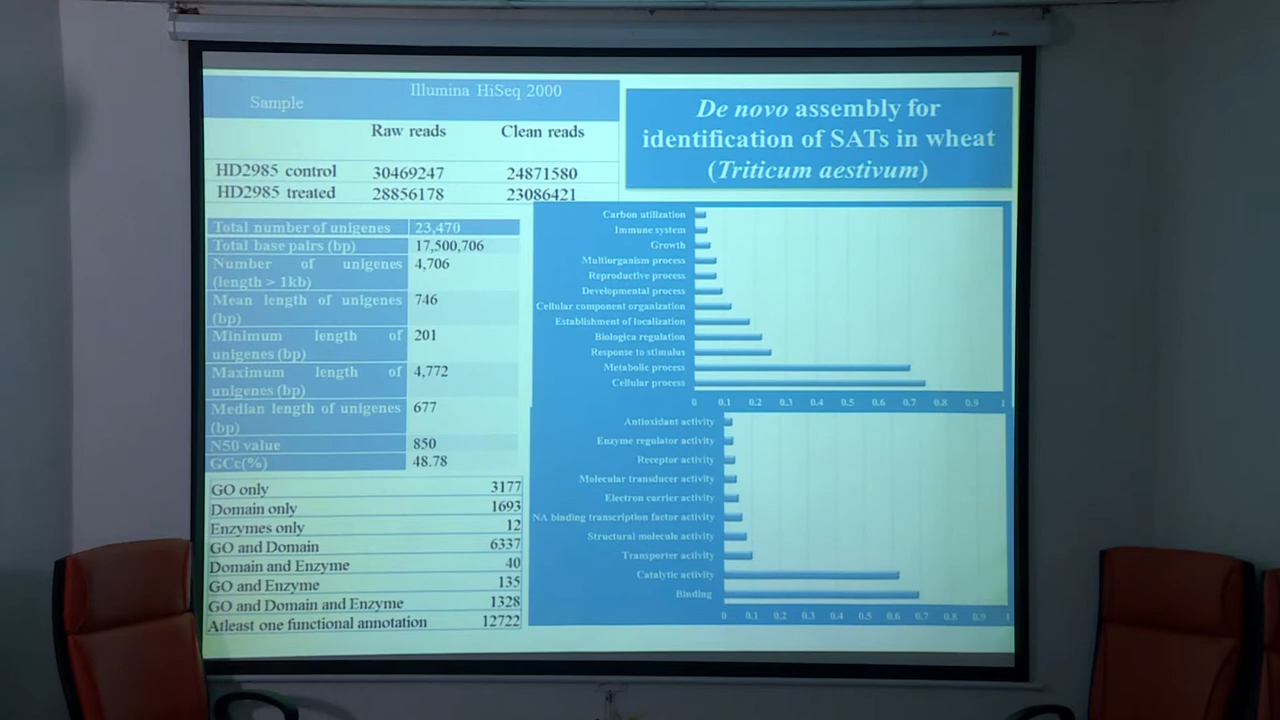 Sample
Illumina HiSeq 2000
Raw reads Clean reads
HD2985 control 30469247 24871580
HD2985 treated 28856178 23086421
De novo assembly for
identification of SATs in wheat
(Triticum aestivum)
Total number of unigenes 23,470
Total base pairs (bp) 17,500,706
Number of unigenes 4,706
(length > 1kb)
Mean length of unigenes 746
(bp)
Minimum length of 201
unigenes (bp)
Maximum length of 4,772
unigenes (bp)
Median length of unigenes 677
(bp)
N50 value 850
GCc(%) 48.78
GO only 3177
Domain only 1693
Enzymes only 12
GO and Domain 6337
Domain and Enzyme 40
GO and Enzyme 135
GO and Domain and Enzyme 1328
Atleast one functional annotation 12722
Carbon utilization
Immune system
Growth
Multiorganism process
Reproductive process
Developmental process
Cellular component organization
Establishment of localization
Biologica regulation
Response to stimulus
Metabolic process
Cellular process
0 0.1 0.2 0.3 0.4 0.5 0.6 0.7 0.8 0.9 1
Antioxidant activity
Enzyme regulator activity
Receptor activity
Molecular transducer activity
Electron carrier activity
NA binding transcription factor activity
Structural molecule activity
Transporter activity
Catalytic activity
Binding
0 0.1 0.2 0.3 0.4 0.5 0.6 0.7 0.8 0.9 1